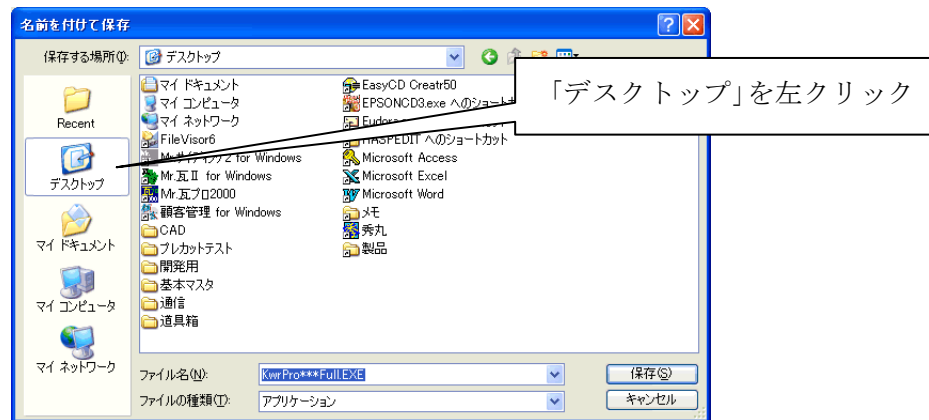 名前を付けて保存
保存する場所(I):
デスクトップ
Recent
デスクトップ
マイ ドキュメント
マイ コンピュータ
マイ ネットワーク
マイ ドキュメント
マイ コンピュータ
マイ ネットワーク
FileVisor6
for Windows
Mr.瓦Ⅱ for Windows
Mr.瓦プロ2000
顧客管理 for Windows
CAD
プレカットテスト
開発用
基本マスタ
通信
道具箱
EasyCD Creatr50
EPSONCD3.exe へのショート
HASPEDIT へのショートカット
Microsoft Access
Microsoft Excel
Microsoft Word
メモ
秀丸
製品
「デスクトップ」を左クリック
ファイル名(N):
KwrPro***Full.EXE
保存(S)
ファイルの種類(T):
アプリケーション
キャンセル